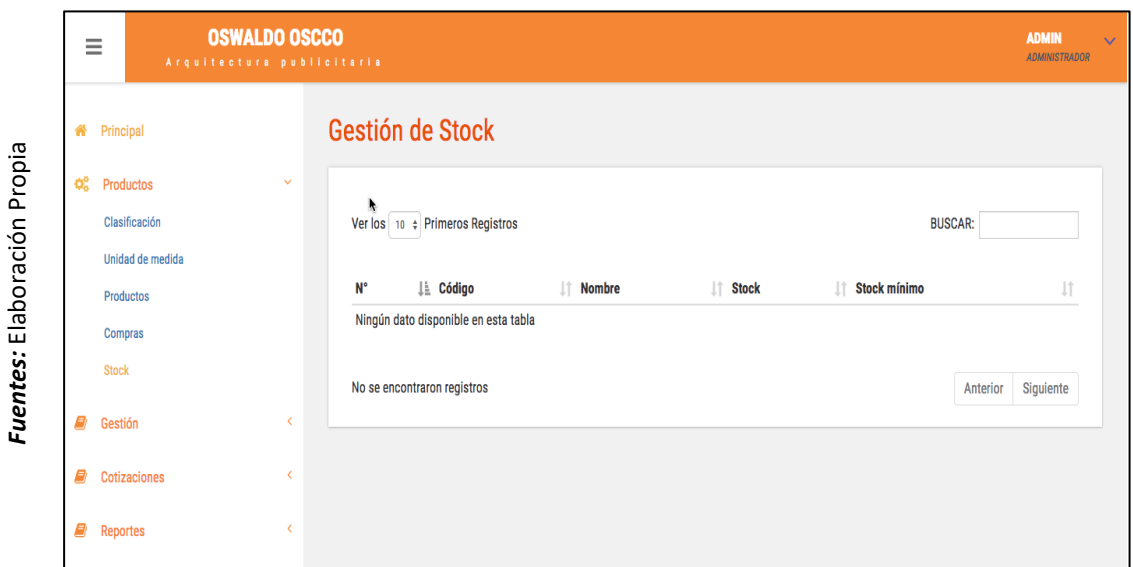 Fuentes: Elaboración Propia
OSWALDO OSCCO
Arquitectura publicitaria
ADMIN
ADMINISTRADOR
Principal
Productos
Clasificación
Unidad de medida
Productos
Compras
Stock
Gestión
Cotizaciones
Reportes
Gestión de Stock
Ver los 10 Primeros Registros
BUSCAR:
N° Código Nombre Stock Stock mínimo
Ningún dato disponible en esta tabla
No se encontraron registros
Anterior Siguiente